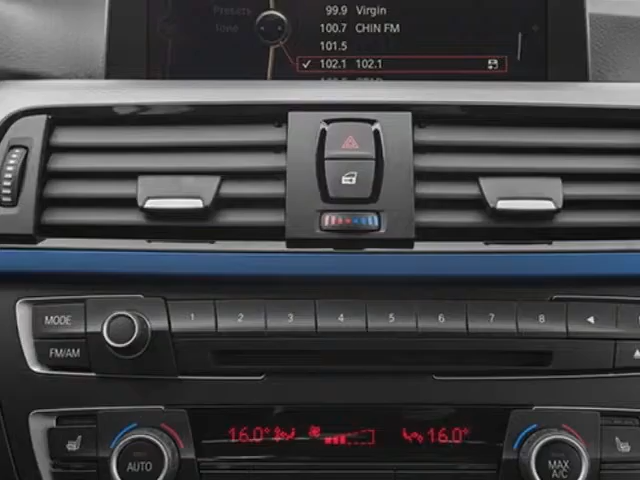 Presets
Tone
99.9 Virgin
100.7 CHIN FM
101.5
102.1 102.1
MODE
FM/AM
1 2 3 4 5 6 7 8
16.0° 16.0°
AUTO
MAX A/C